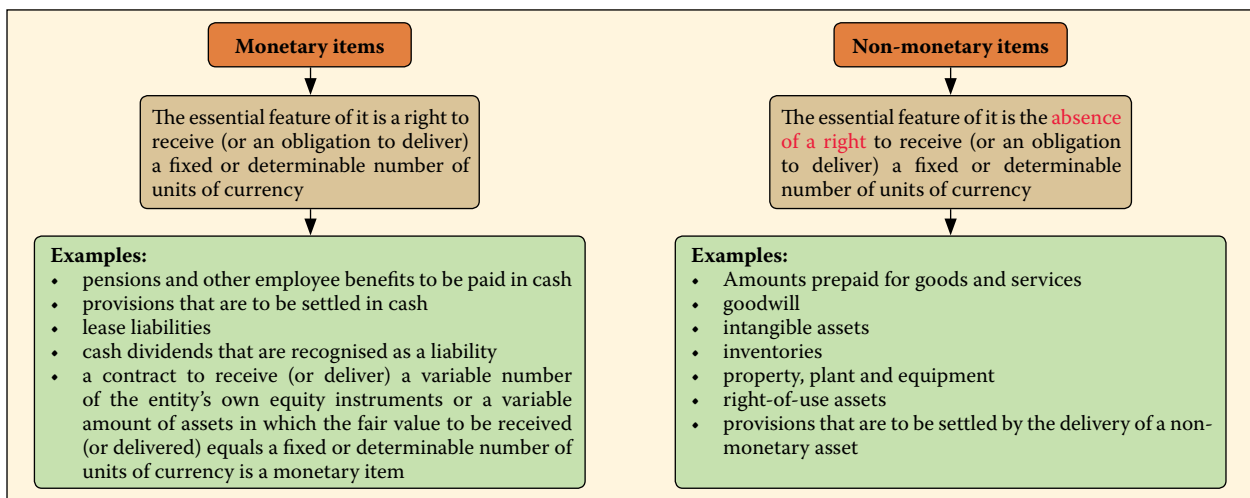 Monetary items
The essential feature of it is a right to
receive (or an obligation to deliver)
a fixed or determinable number of
units of currency
Examples:
• pensions and other employee benefits to be paid in cash
• provisions that are to be settled in cash
• lease liabilities
• cash dividends that are recognised as a liability
• a contract to receive (or deliver) a variable number
of the entity's own equity instruments or a variable
amount of assets in which the fair value to be received
(or delivered) equals a fixed or determinable number of
units of currency is a monetary item
Non-monetary items
The essential feature of it is the absence
of a right to receive (or an obligation
to deliver) a fixed or determinable
number of units of currency
Examples:
• Amounts prepaid for goods and services
• goodwill
• intangible assets
• inventories
• property, plant and equipment
• right-of-use assets
• provisions that are to be settled by the delivery of a non-
monetary asset